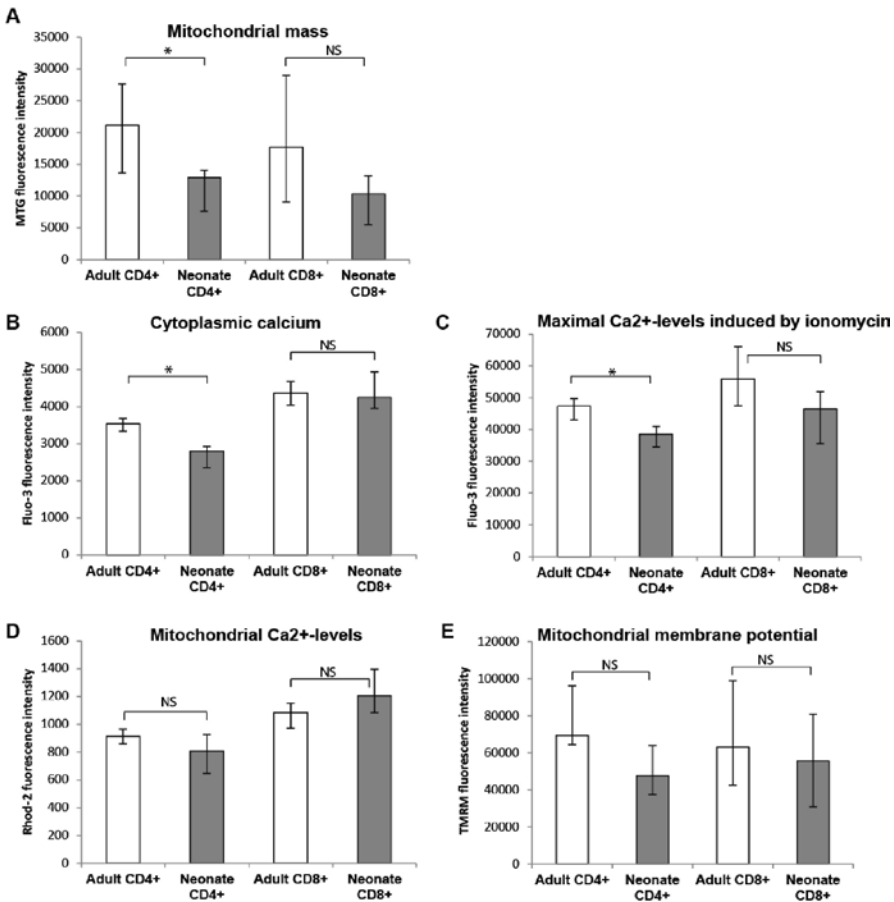 A
Mitochondrial mass
MTG fluorescence intensity
35000
30000
25000
20000
15000
10000
5000
0
*
NS
Adult CD4+
Neonate
CD4+
Adult CD8+
Neonate
CD8+
B
Cytoplasmic calcium
Fluo-3 fluorescence intensity
6000
5000
4000
3000
2000
1000
0
*
NS
Adult CD4+
Neonate
CD4+
Adult CD8+
Neonate
CD8+
C
Maximal Ca2+-levels induced by ionomycin
Fluo-3 fluorescence intensity
70000
60000
50000
40000
30000
20000
10000
0
*
NS
Adult CD4+
Neonate
CD4+
Adult CD8+
Neonate
CD8+
D
Mitochondrial Ca2+-levels
Rhod-2 fluorescence intensity
1600
1400
1200
1000
800
600
400
200
0
NS
NS
Adult CD4+
Neonate
CD4+
Adult CD8+
Neonate
CD8+
E
Mitochondrial membrane potential
TMRM fluorescence intensity
120000
100000
80000
60000
40000
20000
0
NS
NS
Adult CD4+
Neonate
CD4+
Adult CD8+
Neonate
CD8+